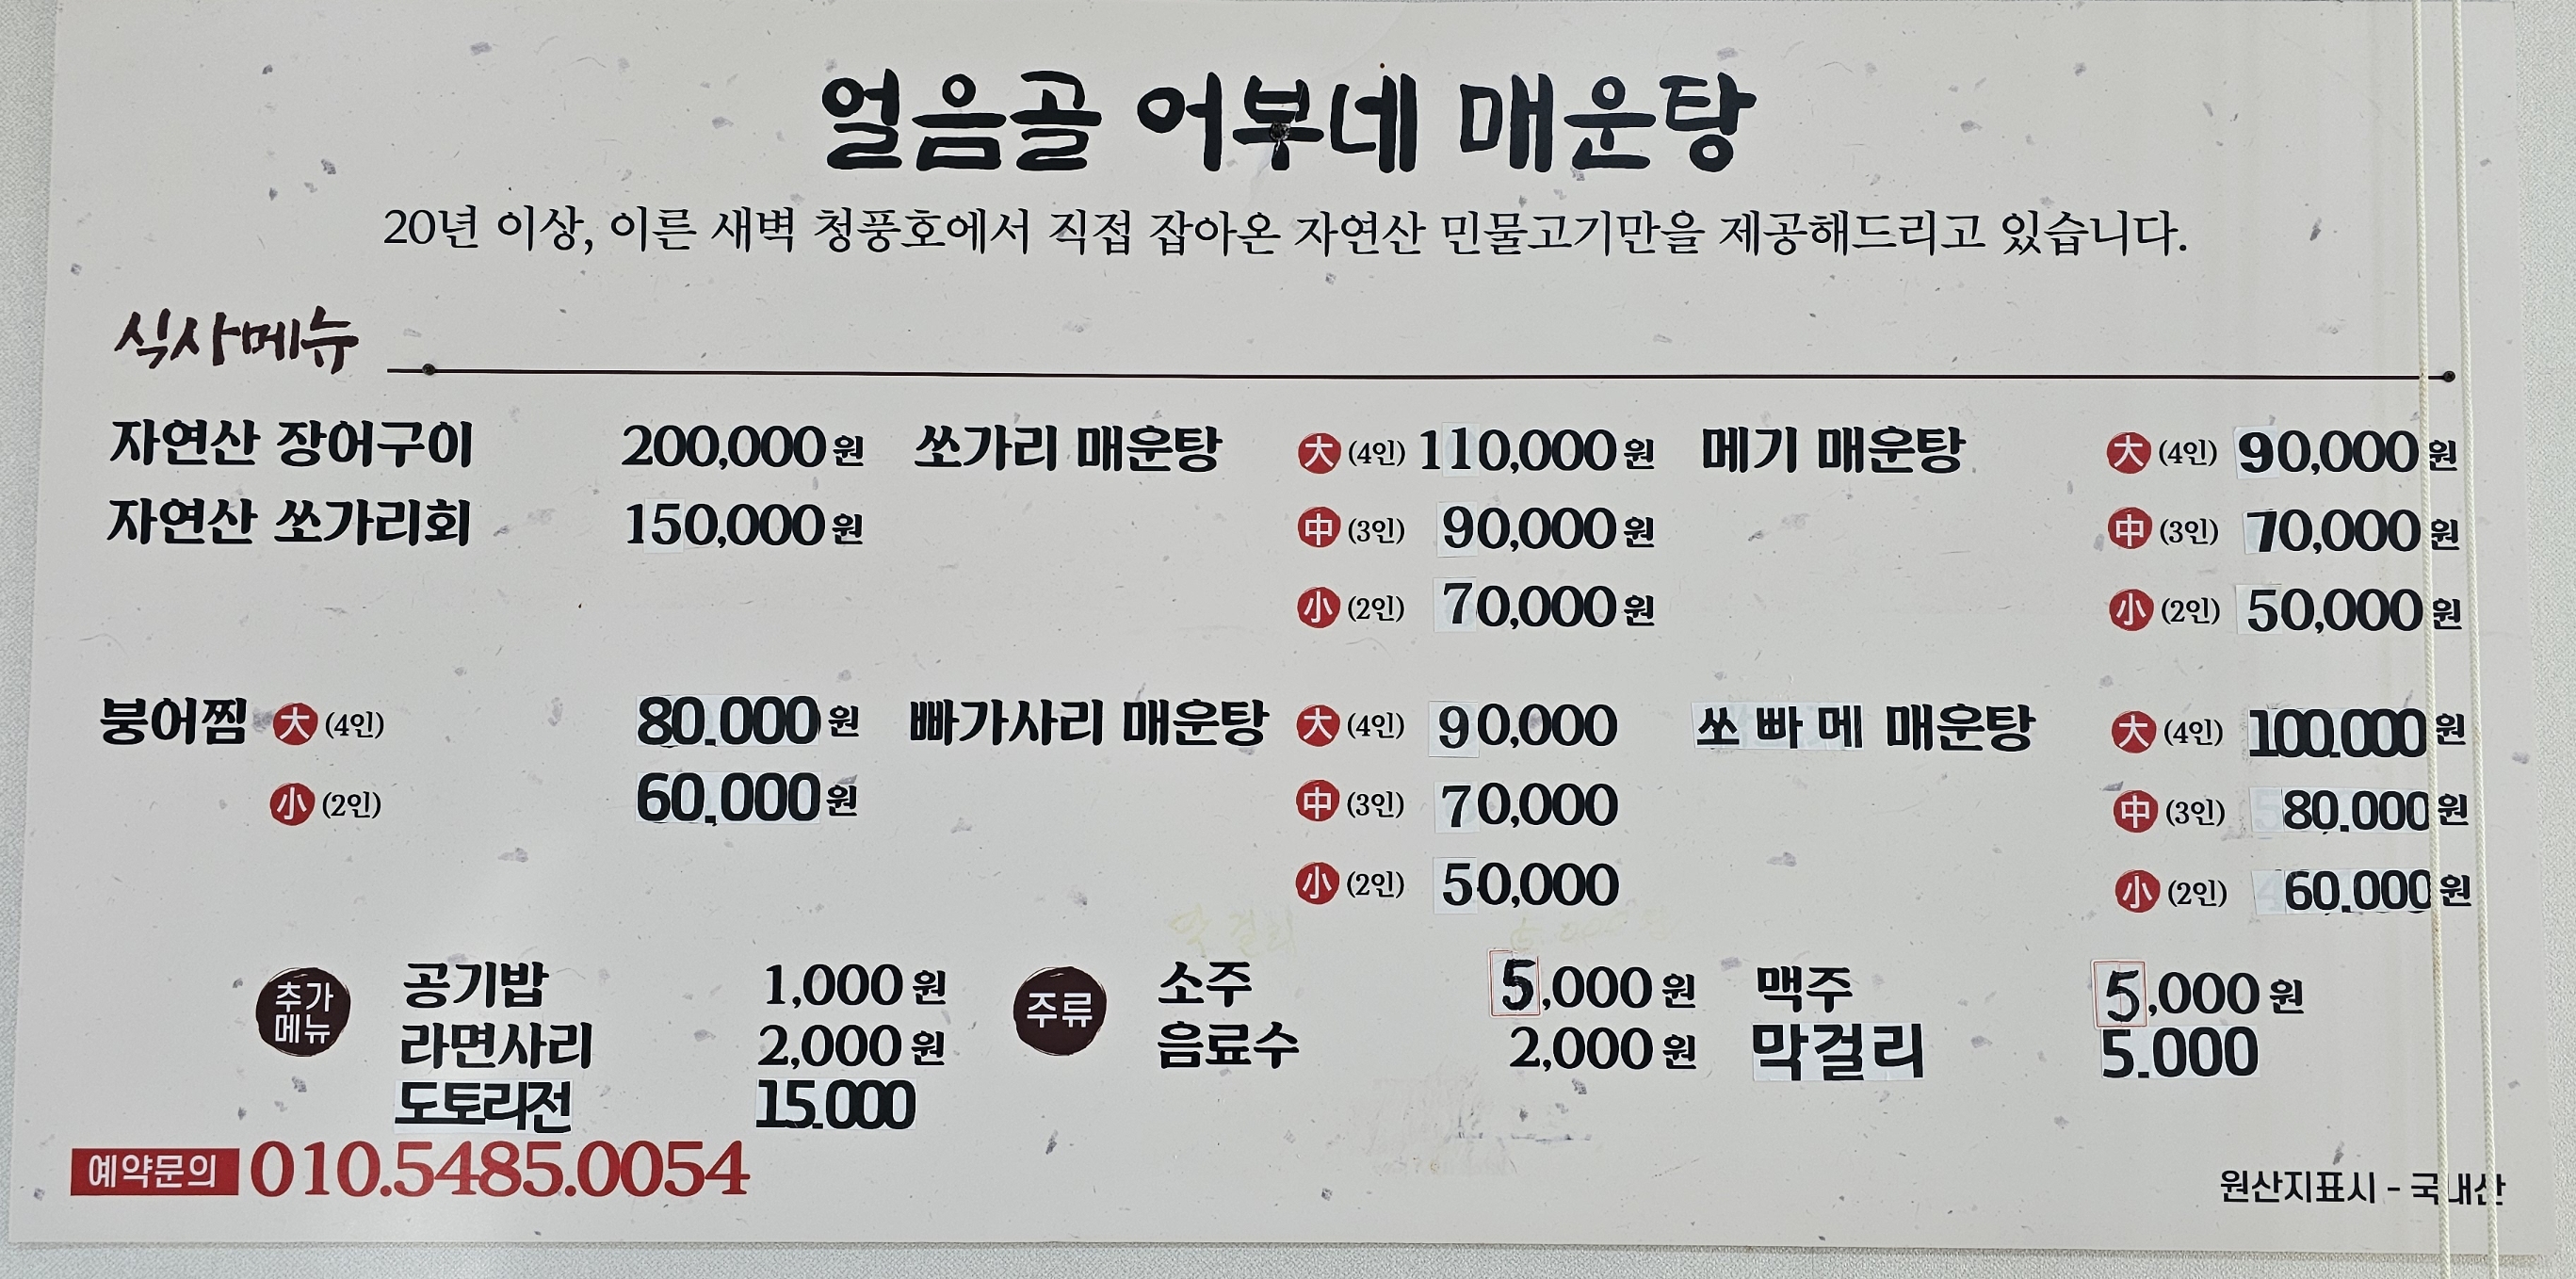 얼음골 어부네 매운탕
20년 이상, 이른 새벽 청풍호에서 직접 잡아온 자연산 민물고기만을 제공해드리고 있습니다.
식사메뉴
자연산 장어구이 200,000원 쏘가리 매운탕 大 (4인) 110,000원 메기 매운탕 大 (4인) 90,000원
자연산 쏘가리회 150,000원 中 (3인) 90,000원 中 (3인) 70,000원
小 (2인) 70,000원 小 (2인) 50,000원
붕어찜 大 (4인) 80.000원 빠가사리 매운탕 大 (4인) 90,000 쏘 빠 메 매운탕 大 (4인) 100.000원
小 (2인) 60.000원 中 (3인) 70,000 中 (3인) 80.000원
小 (2인) 50,000 小 (2인) 60.000원
추가 메뉴 공기밥 1,000원 주류 소주 5,000원 맥주 5,000원
라면사리 2,000원 음료수 2,000원 막걸리 5.000
도토리전 15.000
예약문의 010.5485.0054
원산지표시 - 국내산